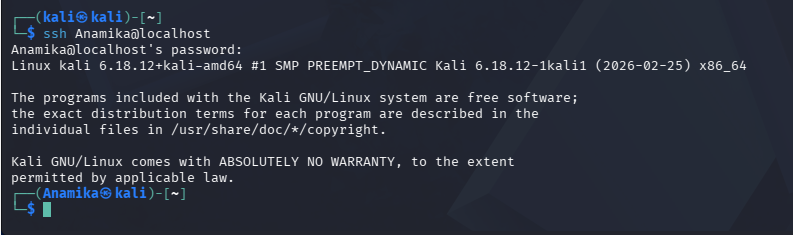 ┌──(kali㉿kali)-[~]
└─$ ssh Anamika@localhost
Anamika@localhost's password:
Linux kali 6.18.12+kali-amd64 #1 SMP PREEMPT_DYNAMIC Kali 6.18.12-1kali1 (2026-02-25) x86_64

The programs included with the Kali GNU/Linux system are free software;
the exact distribution terms for each program are described in the
individual files in /usr/share/doc/*/copyright.

Kali GNU/Linux comes with ABSOLUTELY NO WARRANTY, to the extent
permitted by applicable law.
┌──(Anamika㉿kali)-[~]
└─$